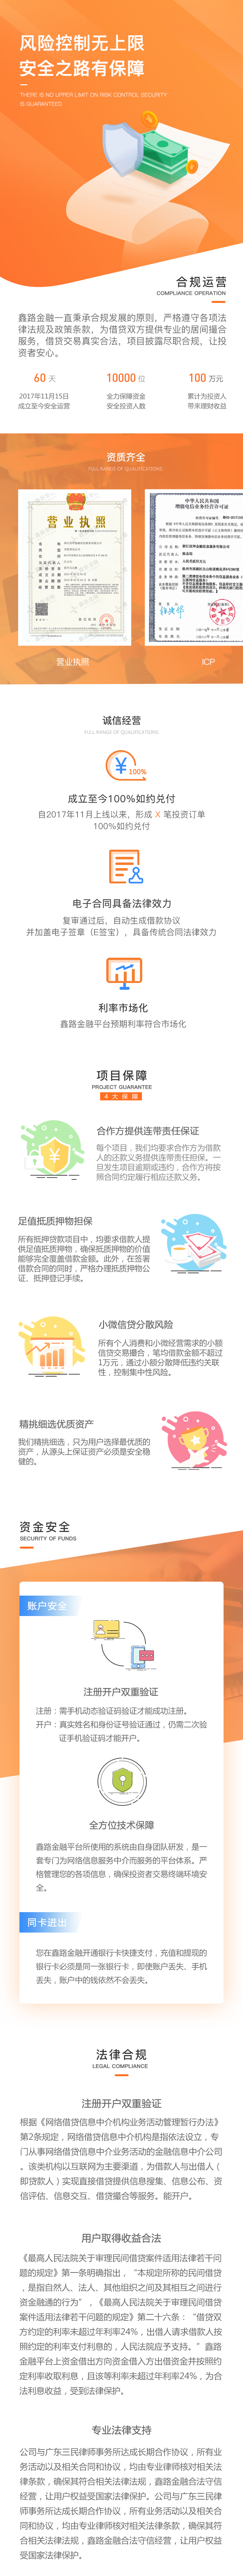 风险控制无上限
安全之路有保障
THERE IS NO UPPER LIMIT ON RISK CONTROL SECURITY
IS GUARANTEED
合规运营
COMPLIANCE OPERATION
鑫路金融一直秉承合规发展的原则，严格遵守各项法
律法规及政策条款，为借贷双方提供专业的居间撮合
服务，借贷交易真实合法，项目披露尽职合规，让投
资者安心。
60 天
10000 位
100 万元
2017年11月15日
成立至今安全运营
全力保障资金
安全投资人数
累计为投资人
带来理财收益
资质齐全
FULL RANGE OF QUALIFICATIONS
营业执照
中华人民共和国
增值电信业务经营许可证
营业执照
ICP
诚信经营
FULL RANGE OF QUALIFICATIONS
100%
成立至今100%如约兑付
自2017年11月上线以来，形成 X 笔投资订单
100%如约兑付
电子合同具备法律效力
复审通过后，自动生成借款协议
并加盖电子签章（E签宝），具备传统合同法律效力
利率市场化
鑫路金融平台预期利率符合市场化
项目保障
PROJECT GUARANTEE
4 大 保 障
合作方提供连带责任保证
每个项目，我们均要求合作方为借款
人的还款义务提供连带责任担保。一
旦发生项目逾期或违约，合作方将按
照合同约定履行相应还款义务。
足值抵质押物担保
所有抵押贷款项目中，均要求借款人提
供足值抵质押物，确保抵质押物的价值
能够完全覆盖借款金额。此外，在签署
借款合同的同时，严格办理抵质押物公
证、抵押登记手续。
小微信贷分散风险
所有个人消费和小微经营需求的小额
信贷交易撮合，笔均借款金额不超过
1万元，通过小额分散降低违约关联
性，控制集中性风险。
精挑细选优质资产
我们精挑细选，只为用户选择最优质的
资产，从源头上保证资产必须是安全稳
健的。
资金安全
SECURITY OF FUNDS
账户安全
注册开户双重验证
注册：需手机动态验证码验证才能成功注册。
开户：真实姓名和身份证号验证通过，仍需二次验
证手机验证码才能开户。
全方位技术保障
鑫路金融平台所使用的系统由自身团队研发，是一
套专门为网络信息服务中介而服务的平台体系。严
格管理您的各项信息，确保投资者交易终端环境安
全。
同卡进出
您在鑫路金融开通银行卡快捷支付，充值和提现的
银行卡必须是同一张银行卡，即使账户丢失、手机
丢失，账户中的钱依然不会丢失。
法律合规
LEGAL COMPLIANCE
注册开户双重验证
根据《网络借贷信息中介机构业务活动管理暂行办法》
第2条规定，网络借贷信息中介机构是指依法设立，专
门从事网络借贷信息中介业务活动的金融信息中介公司
。该类机构以互联网为主要渠道，为借款人与出借人（
即贷款人）实现直接借贷提供信息搜集、信息公布、资
信评估、信息交互、借贷撮合等服务。能开户。
用户取得收益合法
《最高人民法院关于审理民间借贷案件适用法律若干问
题的规定》第一条明确指出，“本规定所称的民间借贷
，是指自然人、法人、其他组织之间及其相互之间进行
资金融通的行为”，《最高人民法院关于审理民间借贷
案件适用法律若干问题的规定》第二十六条：“借贷双
方约定的利率未超过年利率24%，出借人请求借款人按
照约定的利率支付利息的，人民法院应予支持。”鑫路
金融平台上资金借出方向资金借入方出借资金并按照约
定利率收取利息，且该等利率未超过年利率24%，为合
法利息收益，受到法律保护。
专业法律支持
公司与广东三民律师事务所达成长期合作协议，所有业
务活动以及相关合同和协议，均由专业律师核对相关法
律条款，确保其符合相关法律法规，鑫路金融合法守信
经营，让用户权益受国家法律保护。公司与广东三民律
师事务所达成长期合作协议，所有业务活动以及相关合
同和协议，均由专业律师核对相关法律条款，确保其符
合相关法律法规，鑫路金融合法守信经营，让用户权益
受国家法律保护。